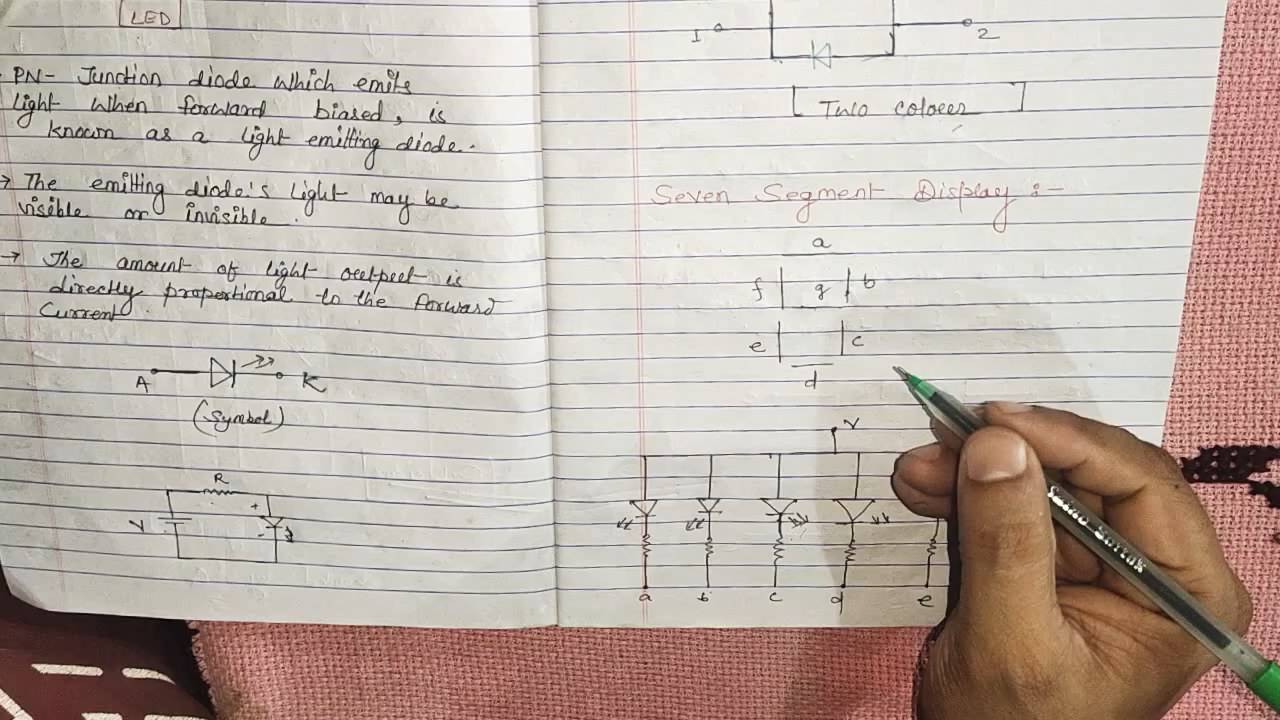 LED
PN- Junction diode which emits
light when forward biased, is
known as a light emitting diode.
→ The emitting diode's light may be
visible or invisible.
→ The amount of light output is
directly proportional to the forward
Current.
A K
(Symbol)
R
V + -
1 2
Two colour
Seven Segment Display :-
a
f g b
e c
d
V
a b c d e